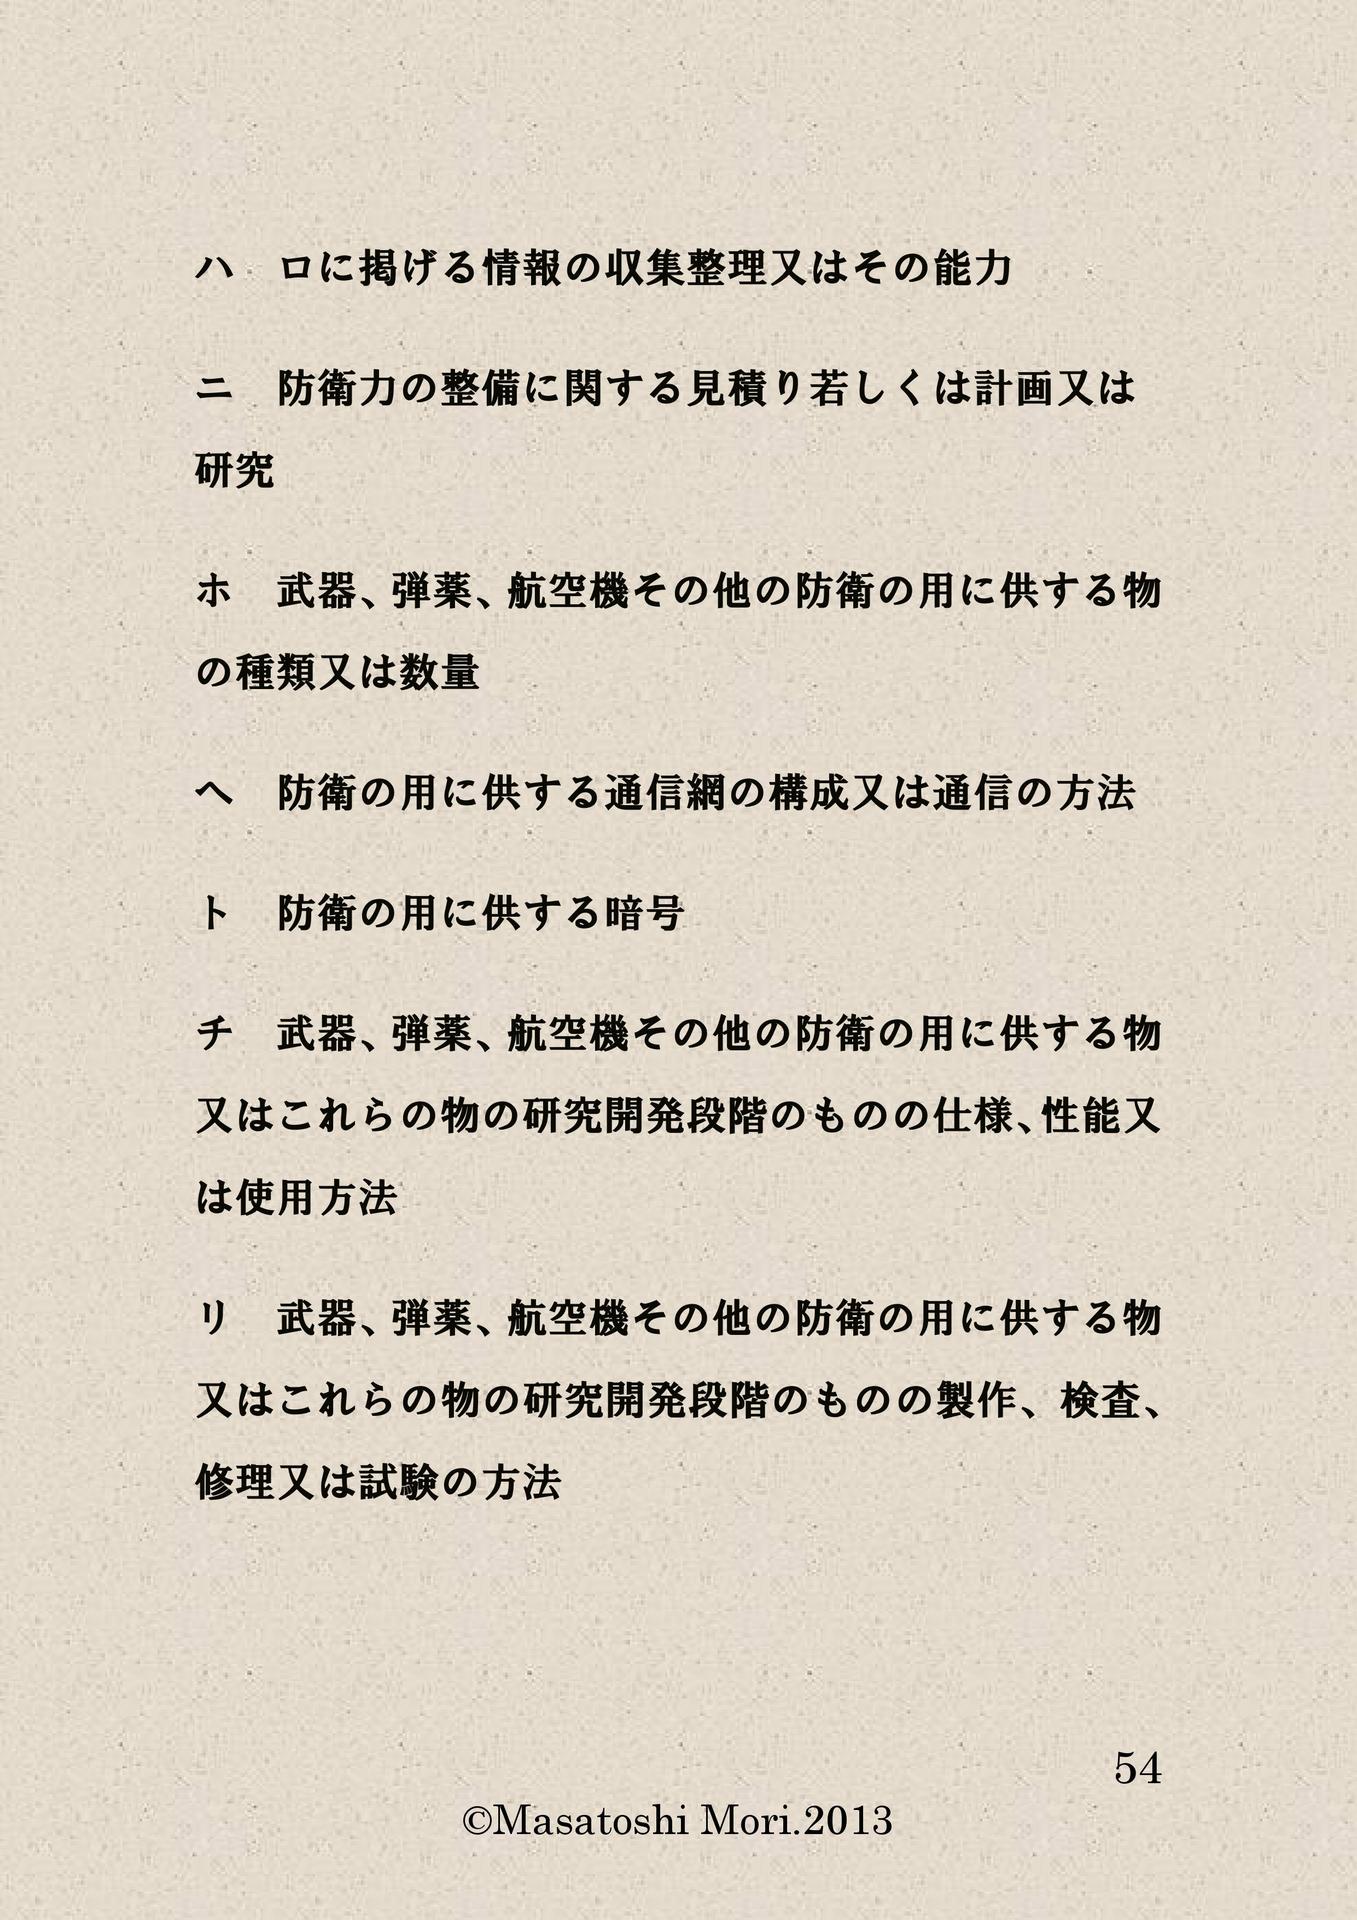 ハ　ロに掲げる情報の収集整理又はその能力
ニ　防衛力の整備に関する見積り若しくは計画又は
研究
ホ　武器、弾薬、航空機その他の防衛の用に供する物
の種類又は数量
ヘ　防衛の用に供する通信網の構成又は通信の方法
ト　防衛の用に供する暗号
チ　武器、弾薬、航空機その他の防衛の用に供する物
又はこれらの物の研究開発段階のものの仕様、性能又
は使用方法
リ　武器、弾薬、航空機その他の防衛の用に供する物
又はこれらの物の研究開発段階のものの製作、検査、
修理又は試験の方法
54
©Masatoshi Mori.2013